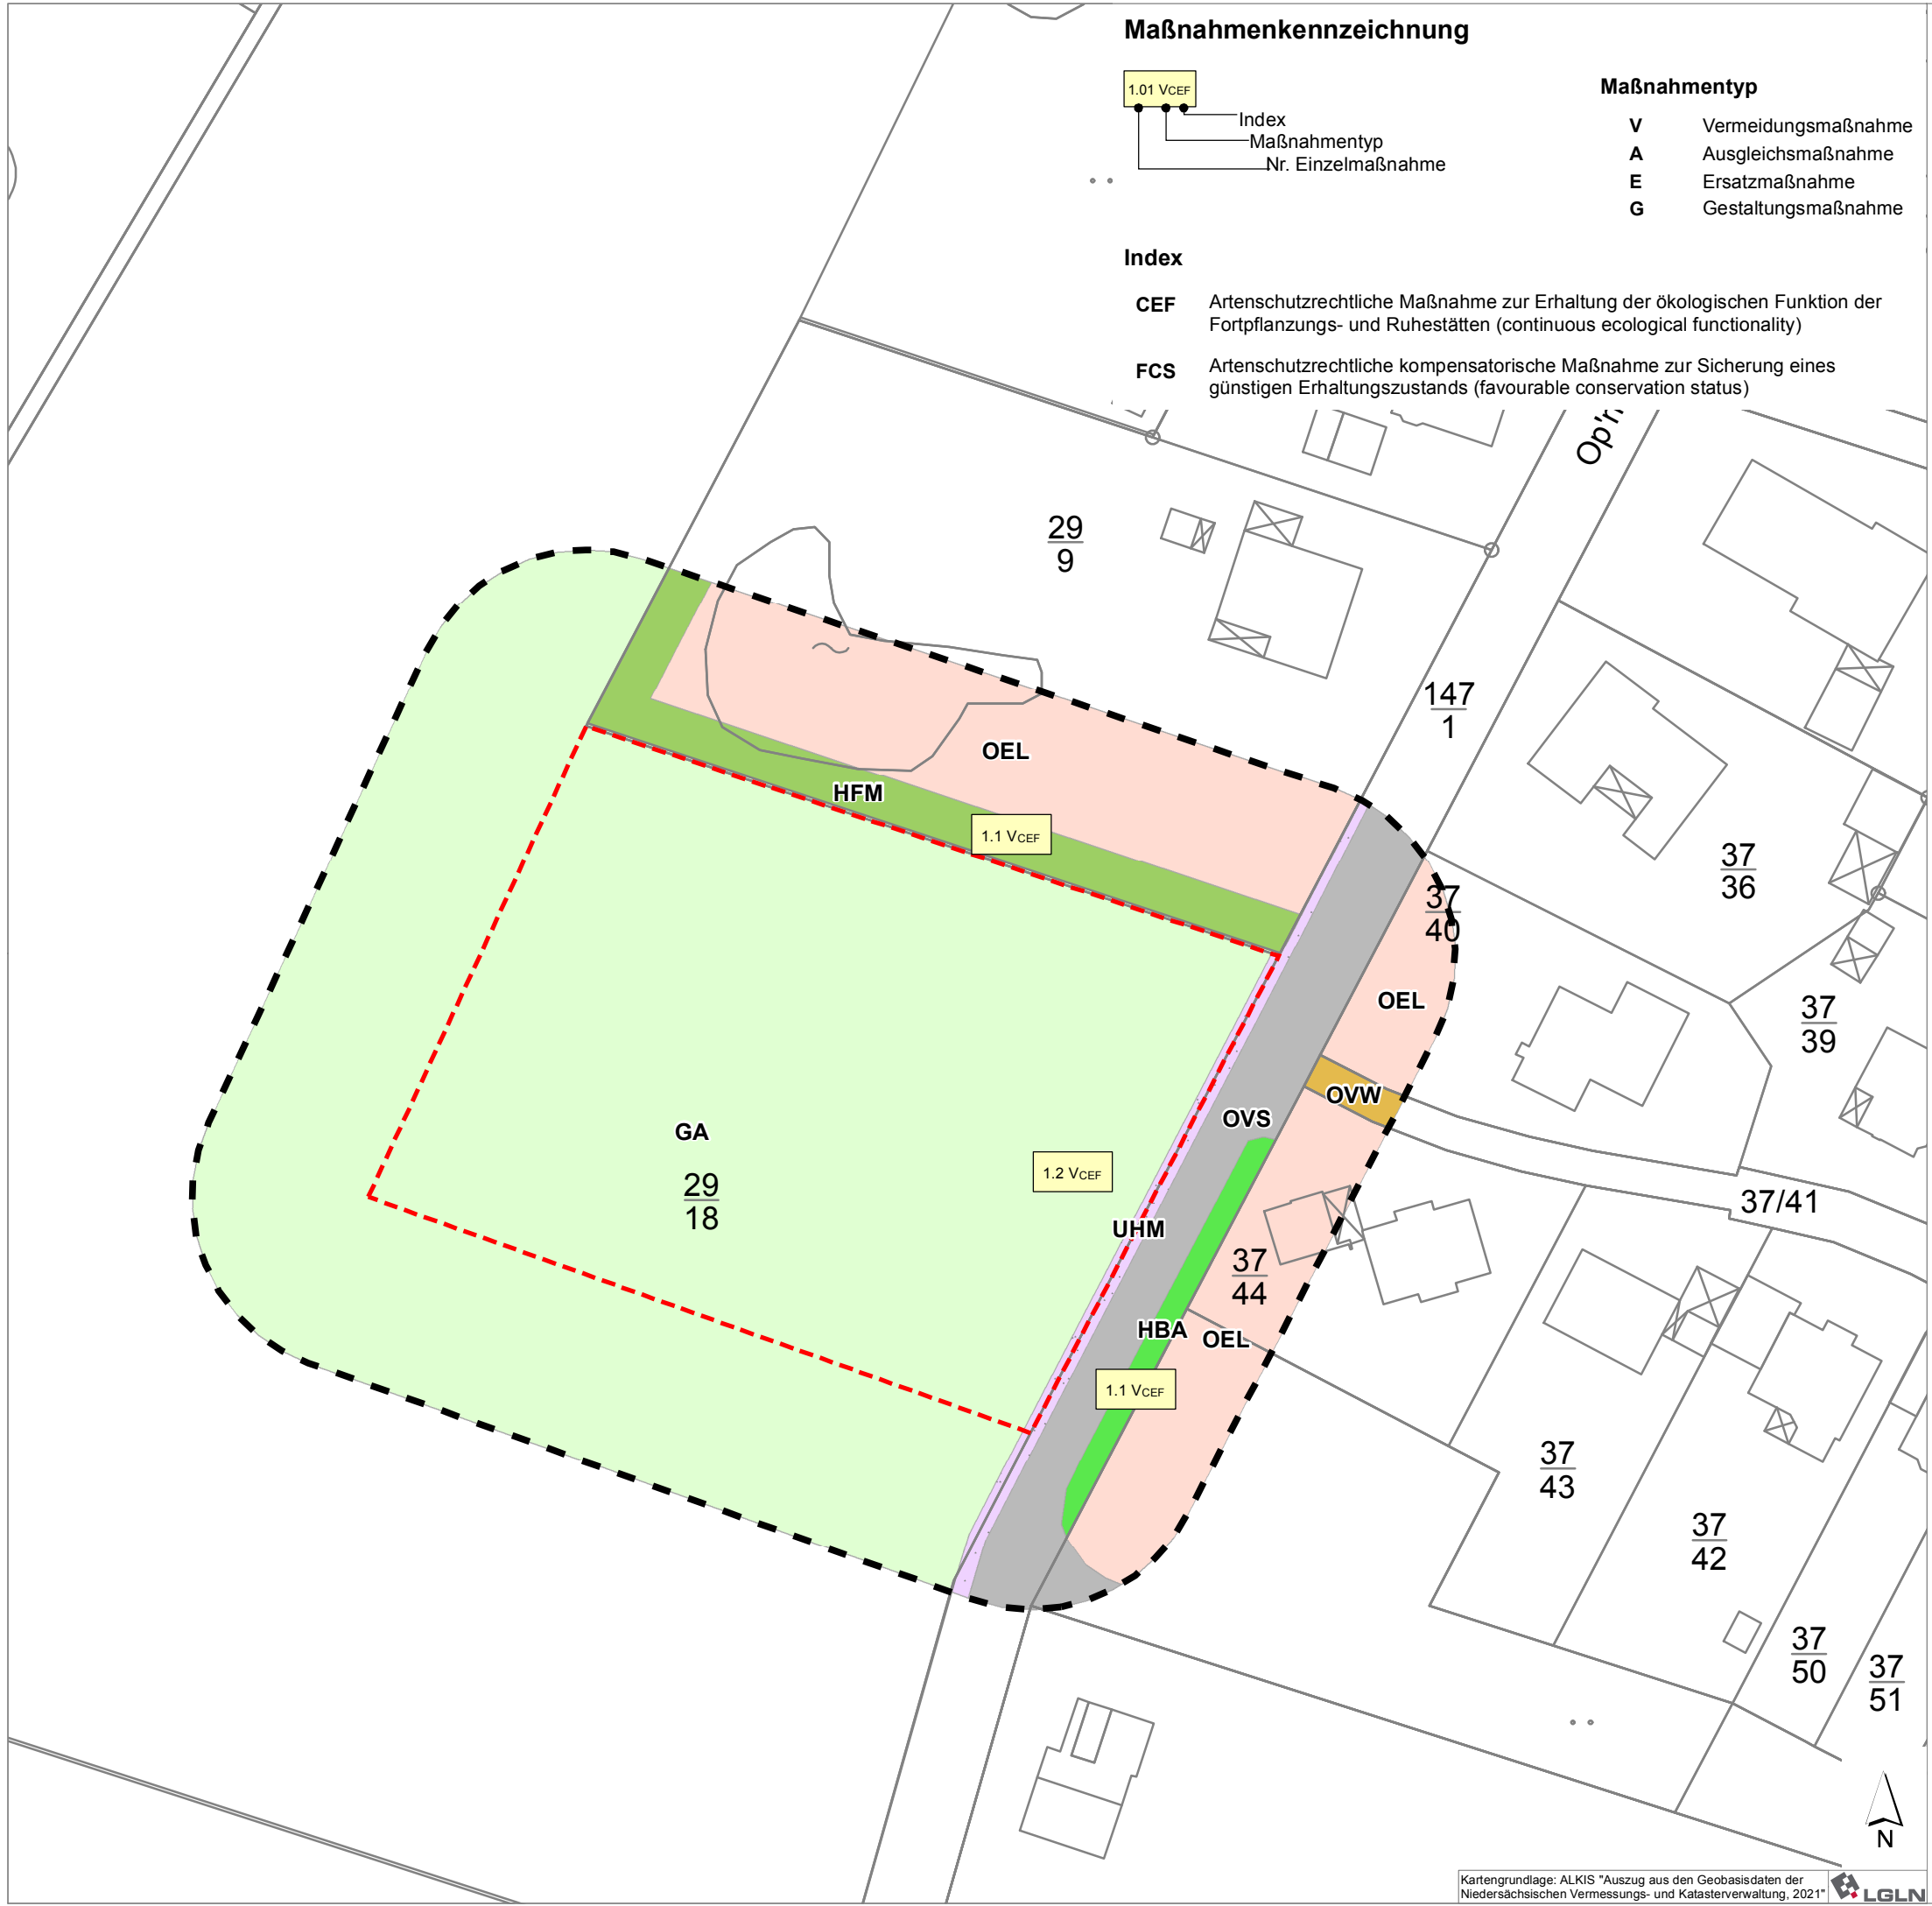 Maßnahmenkennzeichnung
1.01 VCEF
Index
Maßnahmentyp
Nr. Einzelmaßnahme
Maßnahmentyp
V Vermeidungsmaßnahme
A Ausgleichsmaßnahme
E Ersatzmaßnahme
G Gestaltungsmaßnahme
Index
CEF Artenschutzrechtliche Maßnahme zur Erhaltung der ökologischen Funktion der
Fortpflanzungs- und Ruhestätten (continuous ecological functionality)
FCS Artenschutzrechtliche kompensatorische Maßnahme zur Sicherung eines
günstigen Erhaltungszustands (favourable conservation status)
29
9
147
1
OEL
HFM
1.1 VCEF
37
36
37
40
OEL
37
39
OVW
OVS
GA
29
18
1.2 VCEF
UHM
37/41
37
44
HBA
OEL
1.1 VCEF
37
43
37
42
37
50
37
51
N
Kartengrundlage: ALKIS "Auszug aus den Geobasisdaten der
Niedersächsischen Vermessungs- und Katasterverwaltung, 2021"
LGLN